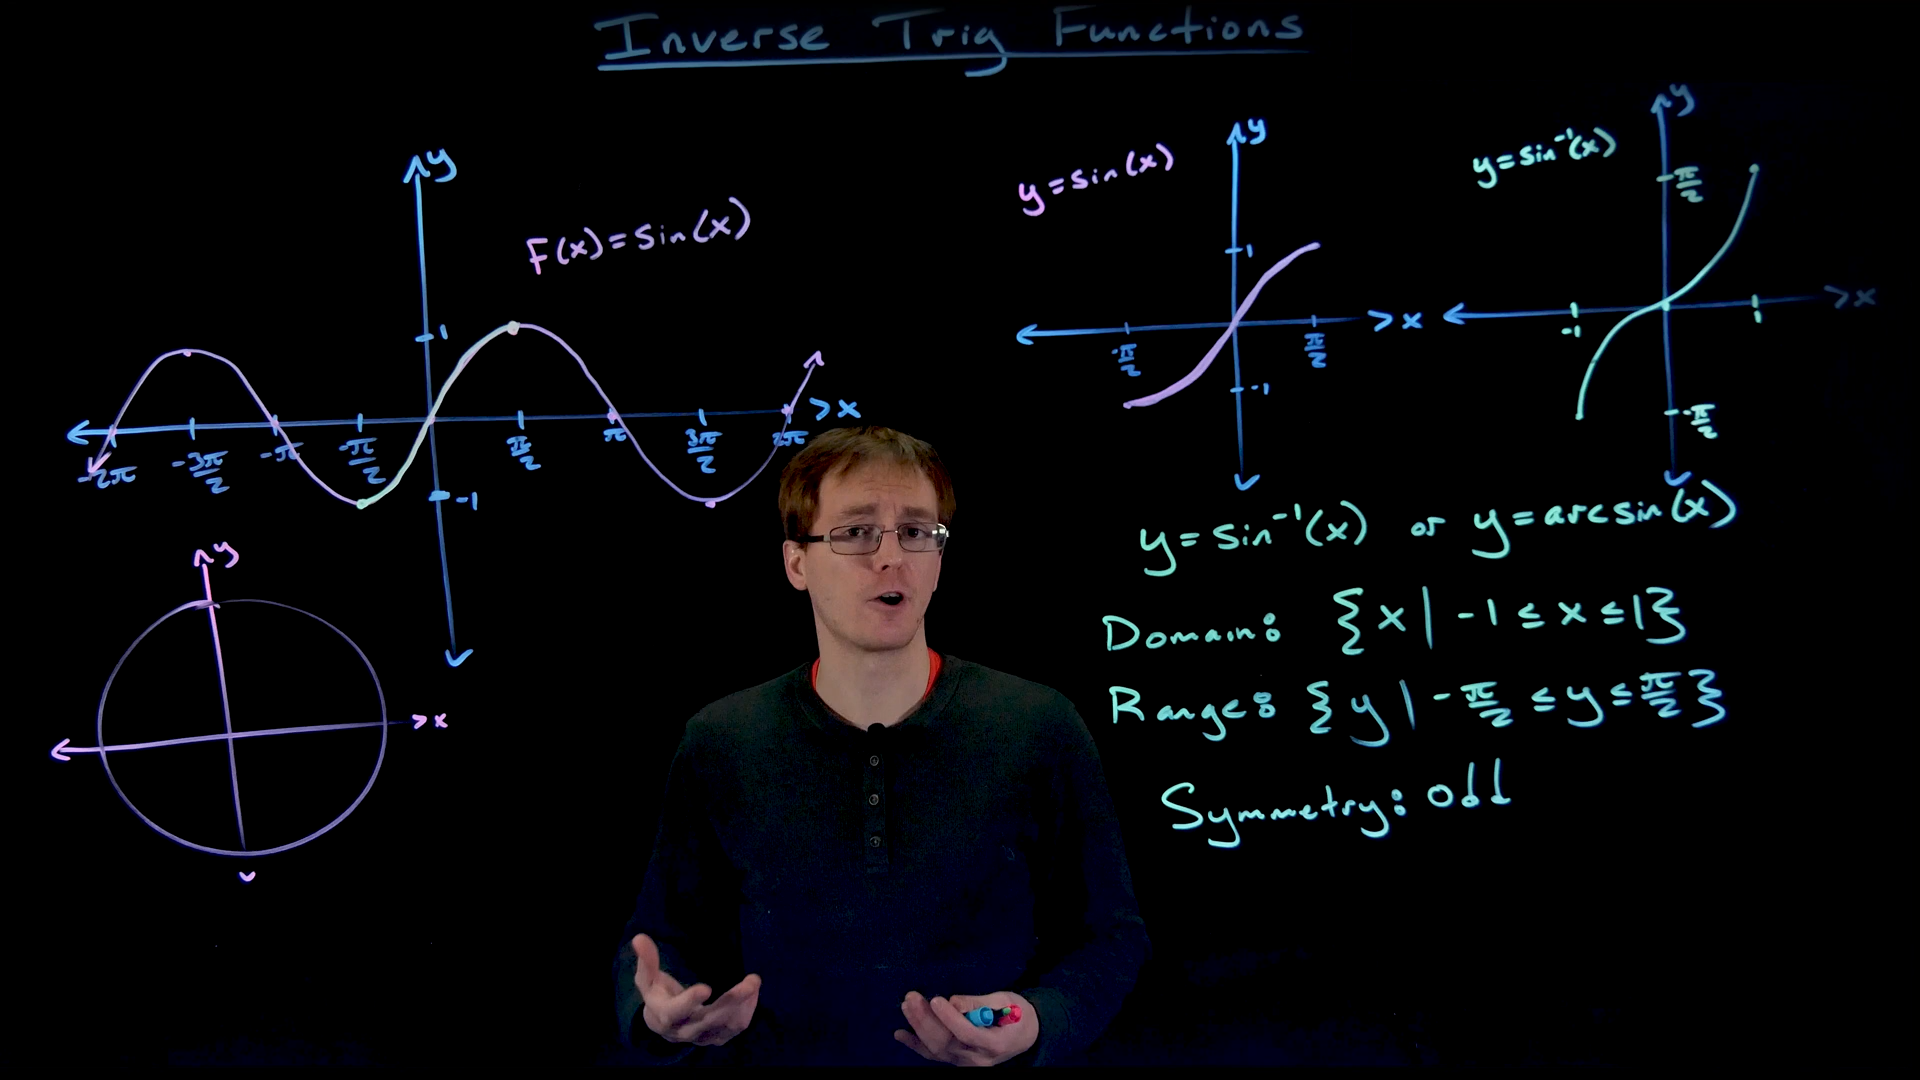 Inverse Trig Functions
y
F(x)=sin(x)
1
-2π -3π/2 -π -π/2 π/2 π 3π/2 2π x
-1
y
x
y=sin(x)
y
1
-π/2 π/2 x
-1
y=sin⁻¹(x)
y
π/2
-1 1 x
-π/2
y=sin⁻¹(x) or y=arcsin(x)
Domain: {x|-1≤x≤1}
Range: {y|-π/2≤y≤π/2}
Symmetry: odd